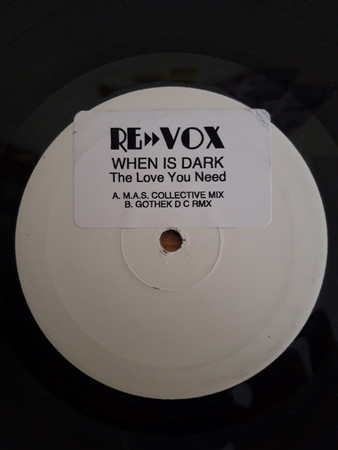 RE▸▸VOX
WHEN IS DARK
The Love You Need
A. M.A.S. COLLECTIVE MIX
B. GOTHEK D C RMX